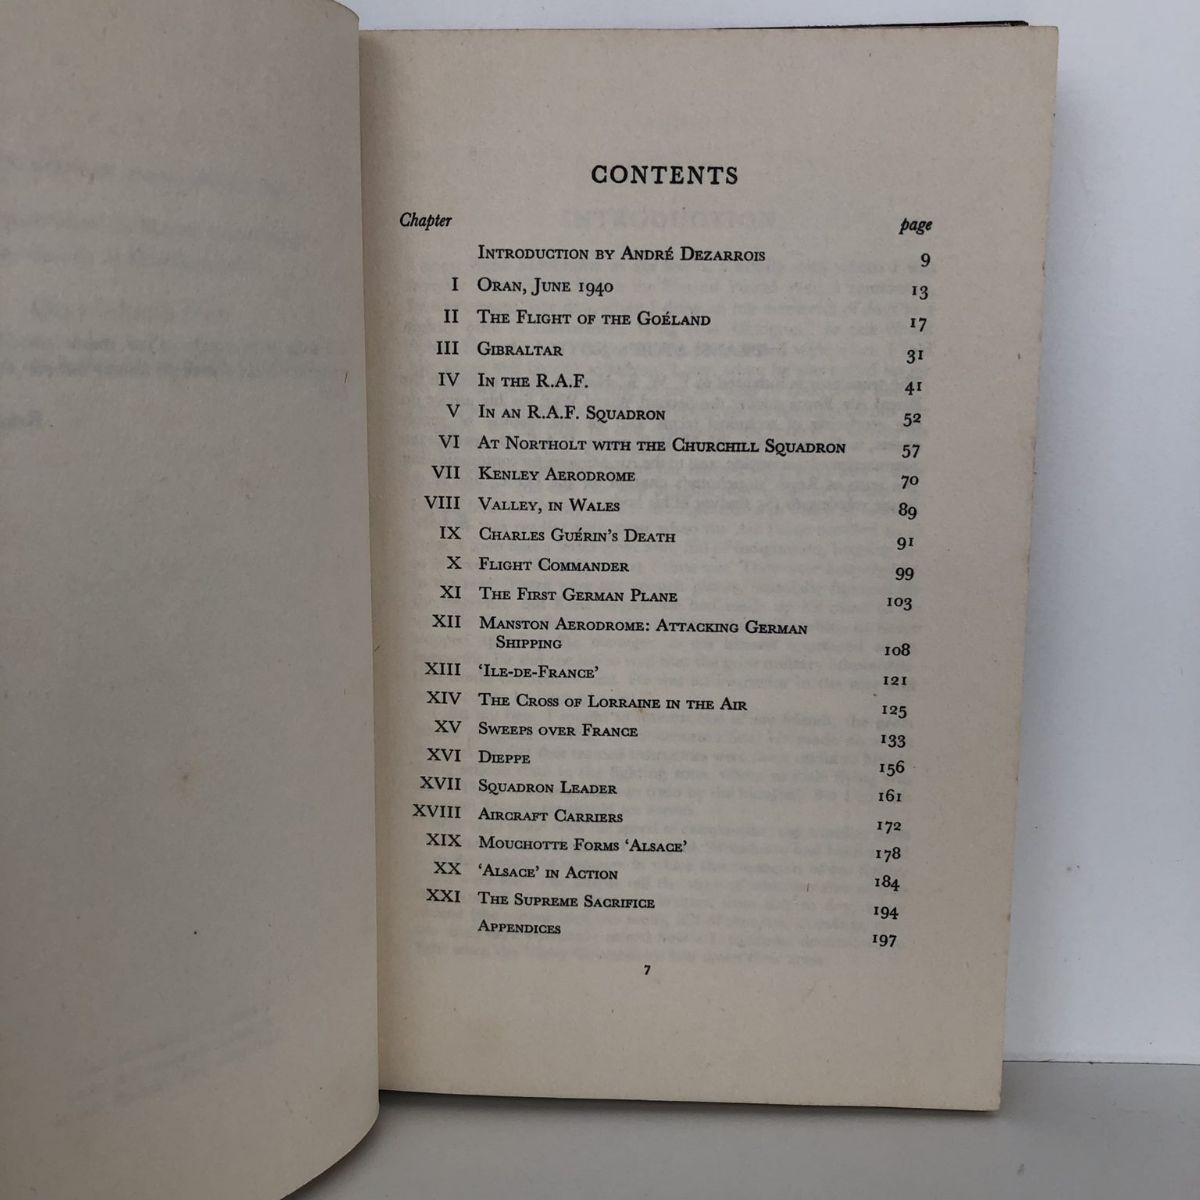 CONTENTS
Chapter page
INTRODUCTION BY ANDRÉ DEZARROIS 9
I ORAN, JUNE 1940 13
II THE FLIGHT OF THE GOÉLAND 17
III GIBRALTAR 31
IV IN THE R.A.F. 41
V IN AN R.A.F. SQUADRON 52
VI AT NORTHOLT WITH THE CHURCHILL SQUADRON 57
VII KENLEY AERODROME 70
VIII VALLEY, IN WALES 89
IX CHARLES GUÉRIN'S DEATH 91
X FLIGHT COMMANDER 99
XI THE FIRST GERMAN PLANE 103
XII MANSTON AERODROME: ATTACKING GERMAN
SHIPPING 108
XIII 'ILE-DE-FRANCE' 121
XIV THE CROSS OF LORRAINE IN THE AIR 125
XV SWEEPS OVER FRANCE 133
XVI DIEPPE 156
XVII SQUADRON LEADER 161
XVIII AIRCRAFT CARRIERS 172
XIX MOUCHOTTE FORMS 'ALSACE' 178
XX 'ALSACE' IN ACTION 184
XXI THE SUPREME SACRIFICE 194
APPENDICES 197
7